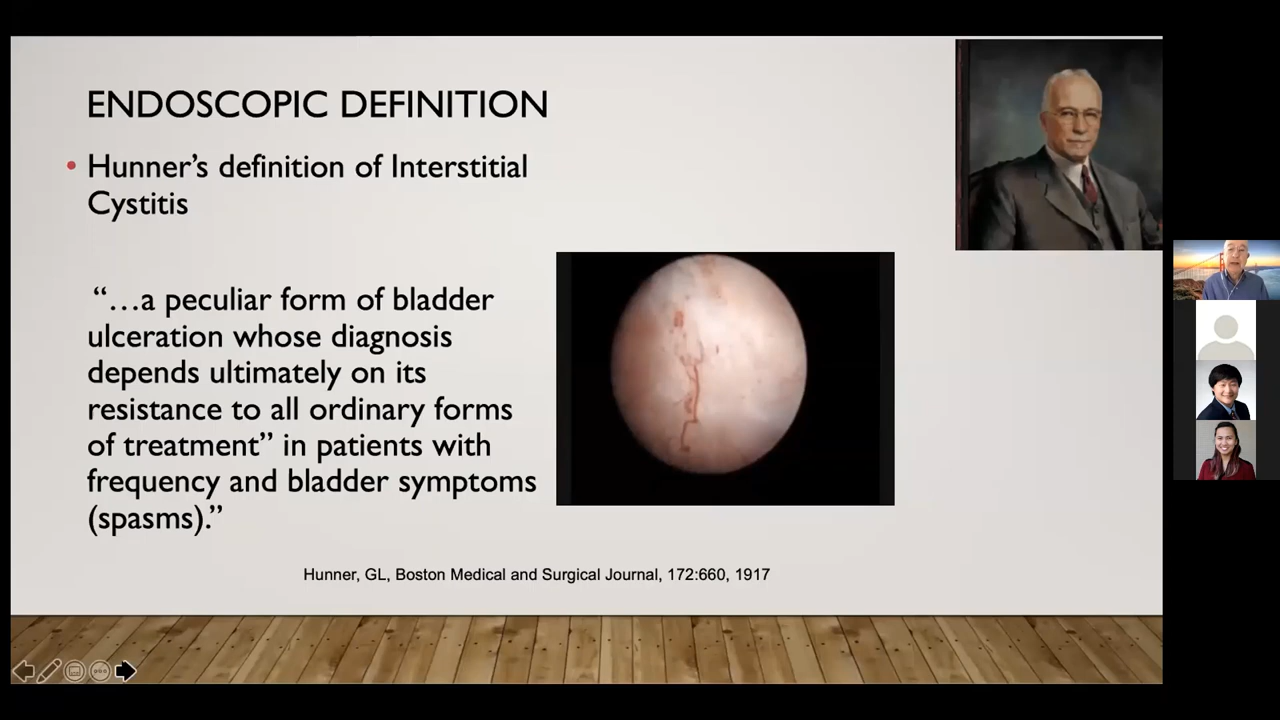 ENDOSCOPIC DEFINITION
• Hunner’s definition of Interstitial
Cystitis
“…a peculiar form of bladder
ulceration whose diagnosis
depends ultimately on its
resistance to all ordinary forms
of treatment” in patients with
frequency and bladder symptoms
(spasms).”
Hunner, GL, Boston Medical and Surgical Journal, 172:660, 1917